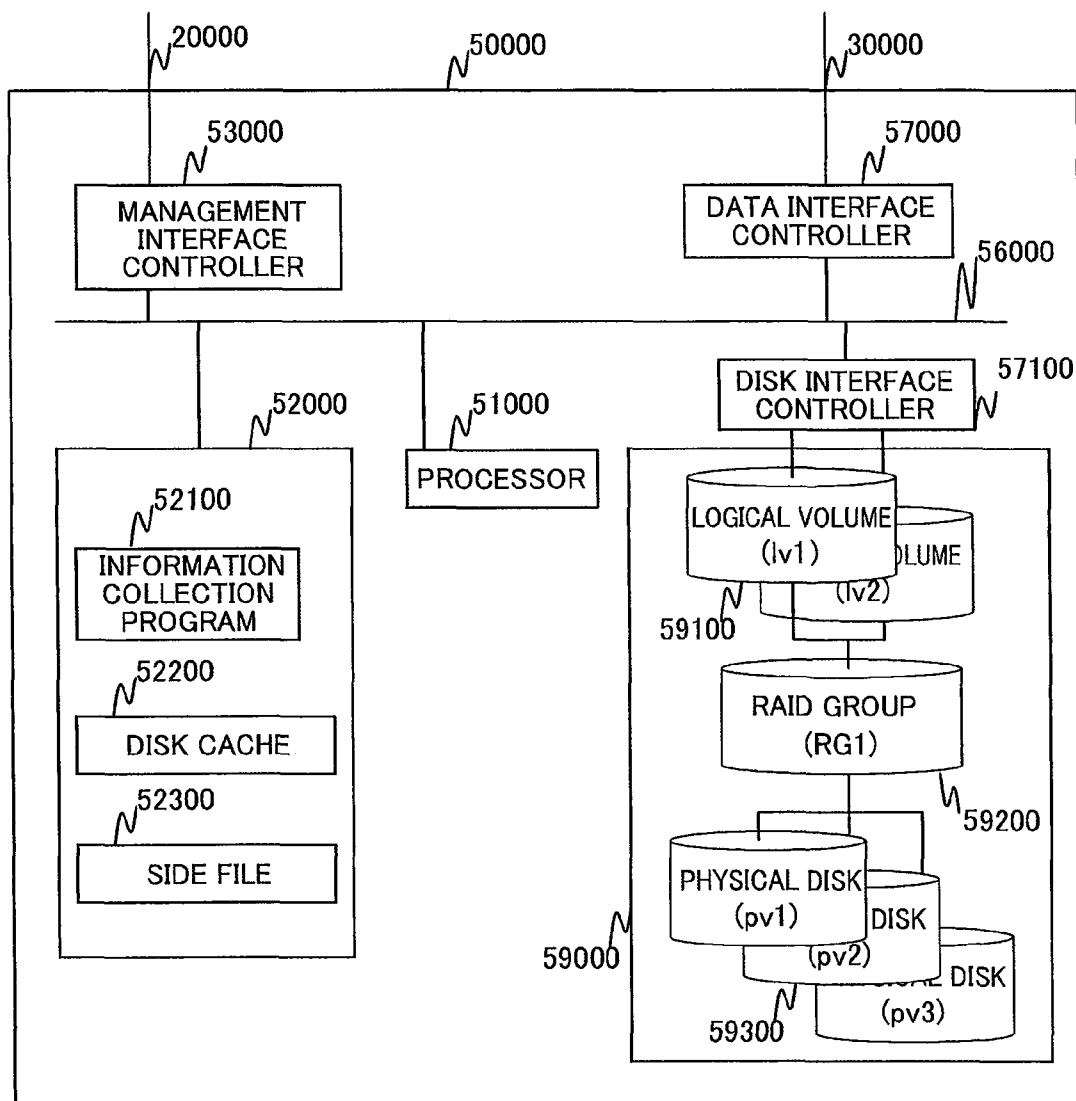 20000
50000
30000
53000
57000
MANAGEMENT
INTERFACE
CONTROLLER
DATA INTERFACE
CONTROLLER
56000
57100
DISK INTERFACE
CONTROLLER
52000
51000
PROCESSOR
52100
INFORMATION
COLLECTION
PROGRAM
LOGICAL VOLUME
(lv1)
OLUME
(lv2)
59100
52200
DISK CACHE
RAID GROUP
(RG1)
59200
52300
SIDE FILE
PHYSICAL DISK
(pv1)
DISK
(pv2)
ICAL DISK
(pv3)
59000
59300